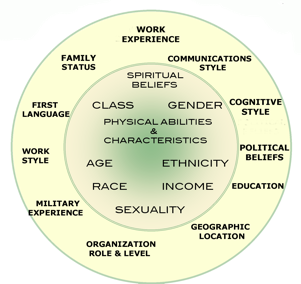 WORK
EXPERIENCE
FAMILY
STATUS
COMMUNICATIONS
STYLE
SPIRITUAL
BELIEFS
FIRST
LANGUAGE
CLASS
GENDER
COGNITIVE
STYLE
PHYSICAL ABILITIES
&
CHARACTERISTICS
WORK
STYLE
POLITICAL
BELIEFS
AGE
ETHNICITY
RACE
INCOME
EDUCATION
MILITARY
EXPERIENCE
SEXUALITY
GEOGRAPHIC
LOCATION
ORGANIZATION
ROLE & LEVEL